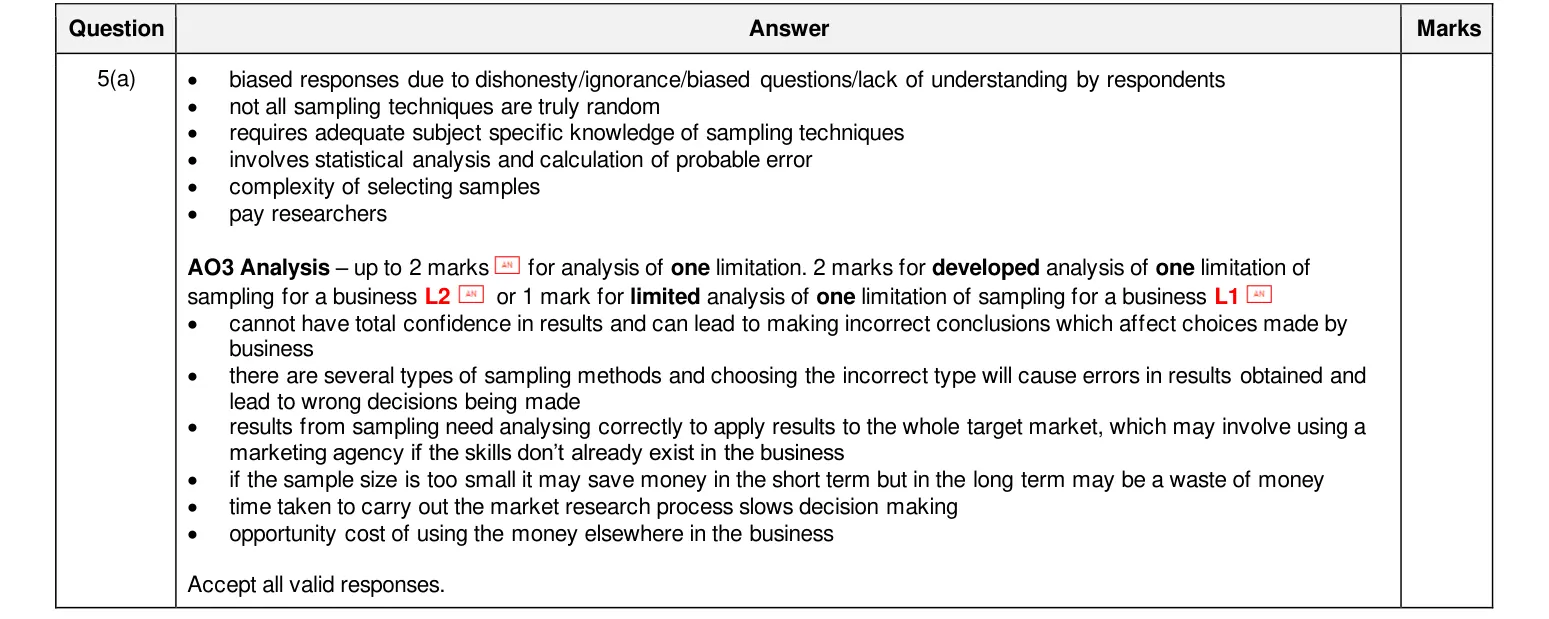 Question Answer Marks
5(a)
• biased responses due to dishonesty/ignorance/biased questions/lack of understanding by respondents
• not all sampling techniques are truly random
• requires adequate subject specific knowledge of sampling techniques
• involves statistical analysis and calculation of probable error
• complexity of selecting samples
• pay researchers
AO3 Analysis – up to 2 marks AN for analysis of one limitation. 2 marks for developed analysis of one limitation of
sampling for a business L2 AN or 1 mark for limited analysis of one limitation of sampling for a business L1 AN
• cannot have total confidence in results and can lead to making incorrect conclusions which affect choices made by
business
• there are several types of sampling methods and choosing the incorrect type will cause errors in results obtained and
lead to wrong decisions being made
• results from sampling need analysing correctly to apply results to the whole target market, which may involve using a
marketing agency if the skills don’t already exist in the business
• if the sample size is too small it may save money in the short term but in the long term may be a waste of money
• time taken to carry out the market research process slows decision making
• opportunity cost of using the money elsewhere in the business
Accept all valid responses.